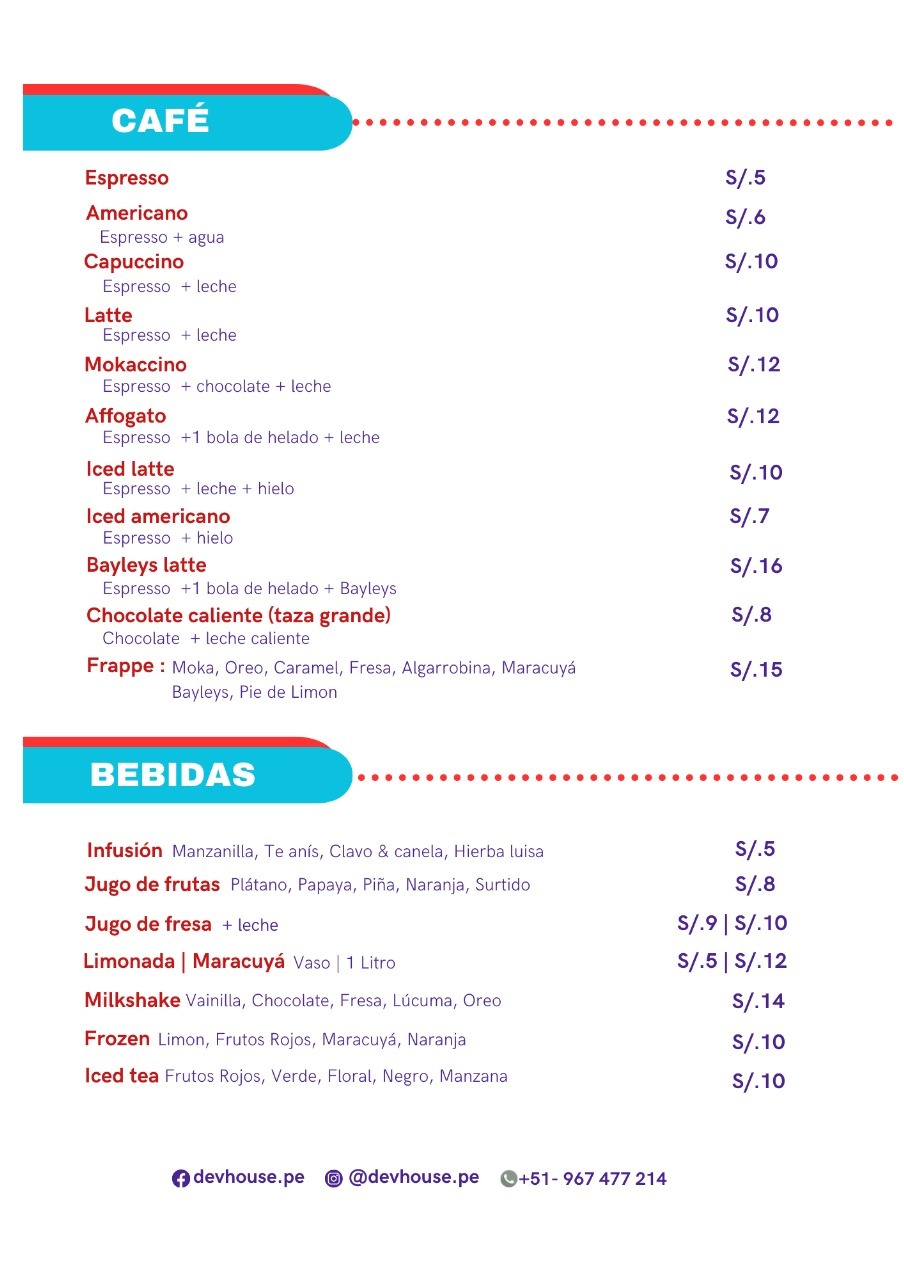 CAFÉ
Espresso S/.5
Americano S/.6
Espresso + agua
Capuccino S/.10
Espresso + leche
Latte S/.10
Espresso + leche
Mokaccino S/.12
Espresso + chocolate + leche
Affogato S/.12
Espresso +1 bola de helado + leche
Iced latte S/.10
Espresso + leche + hielo
Iced americano S/.7
Espresso + hielo
Bayleys latte S/.16
Espresso +1 bola de helado + Bayleys
Chocolate caliente (taza grande) S/.8
Chocolate + leche caliente
Frappe : Moka, Oreo, Caramel, Fresa, Algarrobina, Maracuyá S/.15
Bayleys, Pie de Limon
BEBIDAS
Infusión Manzanilla, Te anís, Clavo & canela, Hierba luisa S/.5
Jugo de frutas Plátano, Papaya, Piña, Naranja, Surtido S/.8
Jugo de fresa + leche S/.9 | S/.10
Limonada | Maracuyá Vaso | 1 Litro S/.5 | S/.12
Milkshake Vainilla, Chocolate, Fresa, Lúcuma, Oreo S/.14
Frozen Limon, Frutos Rojos, Maracuyá, Naranja S/.10
Iced tea Frutos Rojos, Verde, Floral, Negro, Manzana S/.10
devhouse.pe @devhouse.pe +51- 967 477 214